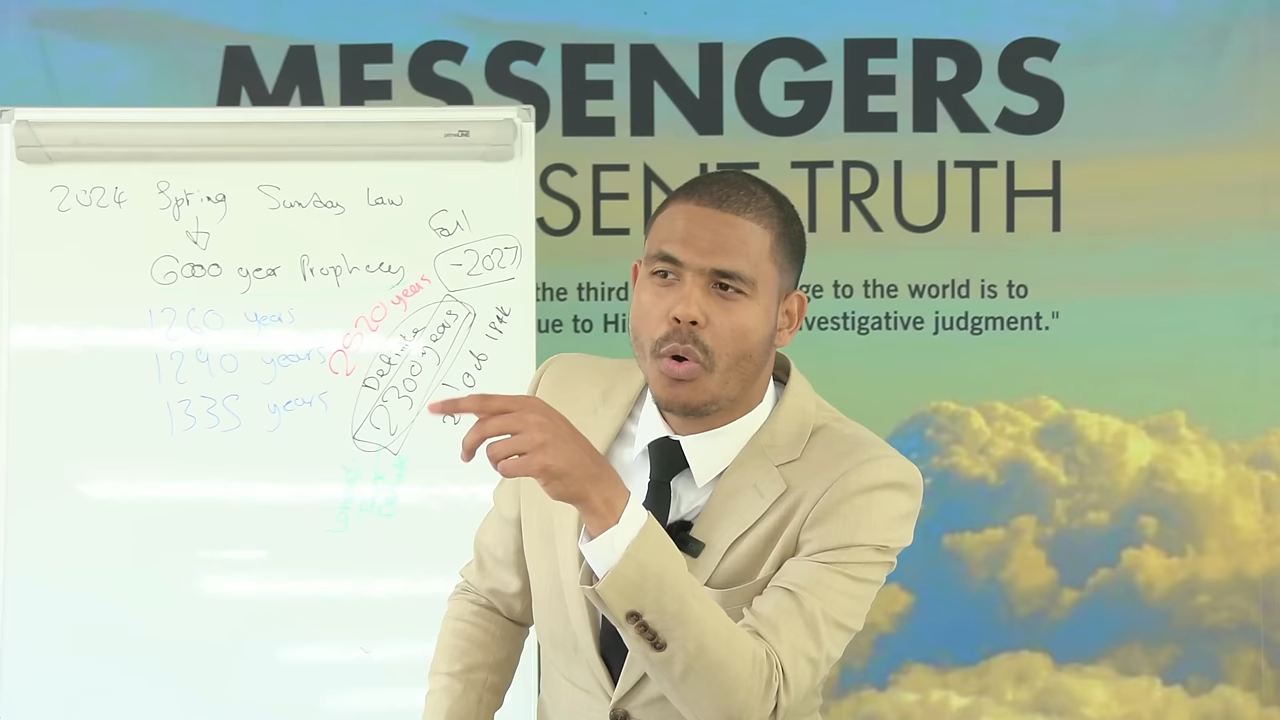 MESSENGERS
SENT TRUTH
the third
ge to the world is to
ue to Hi
nvestigative judgment."
2024 Spring Sunday Law
6000 year Prophecy
Fall
-2027
1260 years
1290 years
1335 years
2520 years
Definite
2300 years